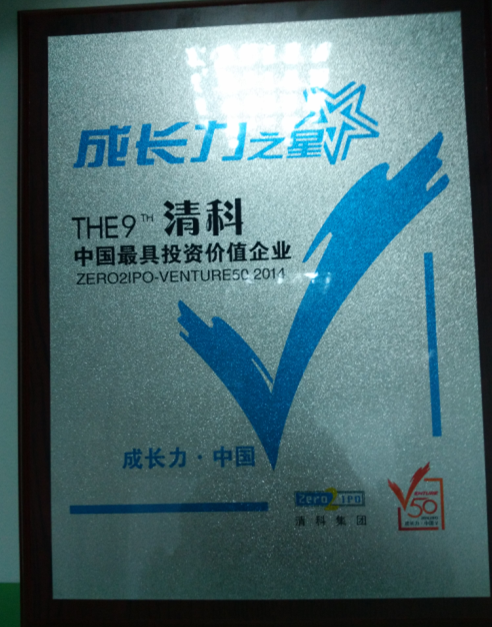 成长力之星
THE 9TH 清科
中国最具投资价值企业
ZERO2IPO-VENTURE50 2014
成长力·中国
Zero2IPO
清科集团
50